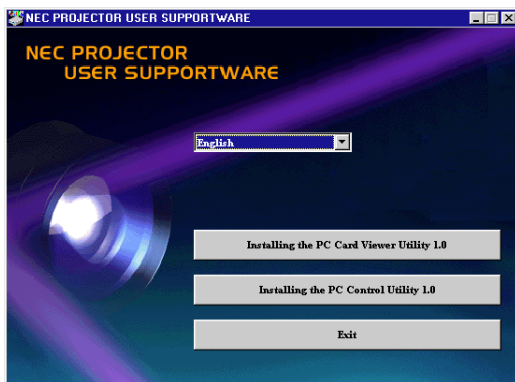 NEC PROJECTOR USER SUPPORTWARE
NEC PROJECTOR
USER SUPPORTWARE
English
Installing the PC Card Viewer Utility 1.0
Installing the PC Control Utility 1.0
Exit